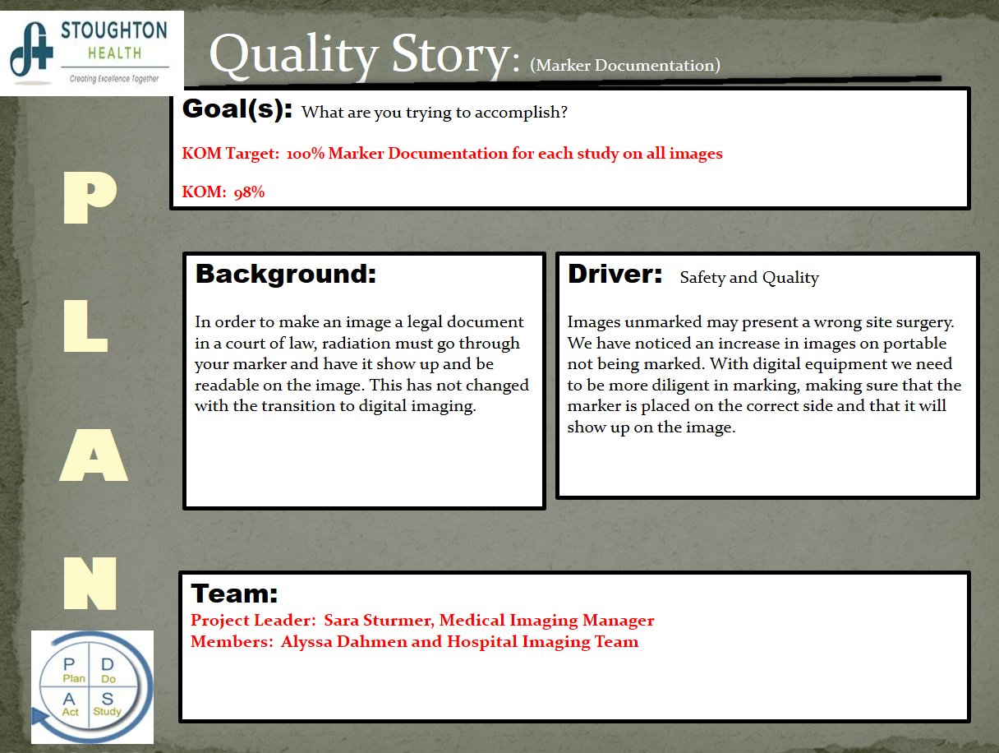 STOUGHTON
HEALTH
Creating Excellence Together
Quality Story: (Marker Documentation)
Goal(s): What are you trying to accomplish?
KOM Target: 100% Marker Documentation for each study on all images
KOM: 98%
P
L
A
N
Background:
In order to make an image a legal document
in a court of law, radiation must go through
your marker and have it show up and be
readable on the image. This has not changed
with the transition to digital imaging.
Driver: Safety and Quality
Images unmarked may present a wrong site surgery.
We have noticed an increase in images on portable
not being marked. With digital equipment we need
to be more diligent in marking, making sure that the
marker is placed on the correct side and that it will
show up on the image.
Team:
Project Leader: Sara Sturmer, Medical Imaging Manager
Members: Alyssa Dahmen and Hospital Imaging Team
P D
Plan Do
A S
Act Study